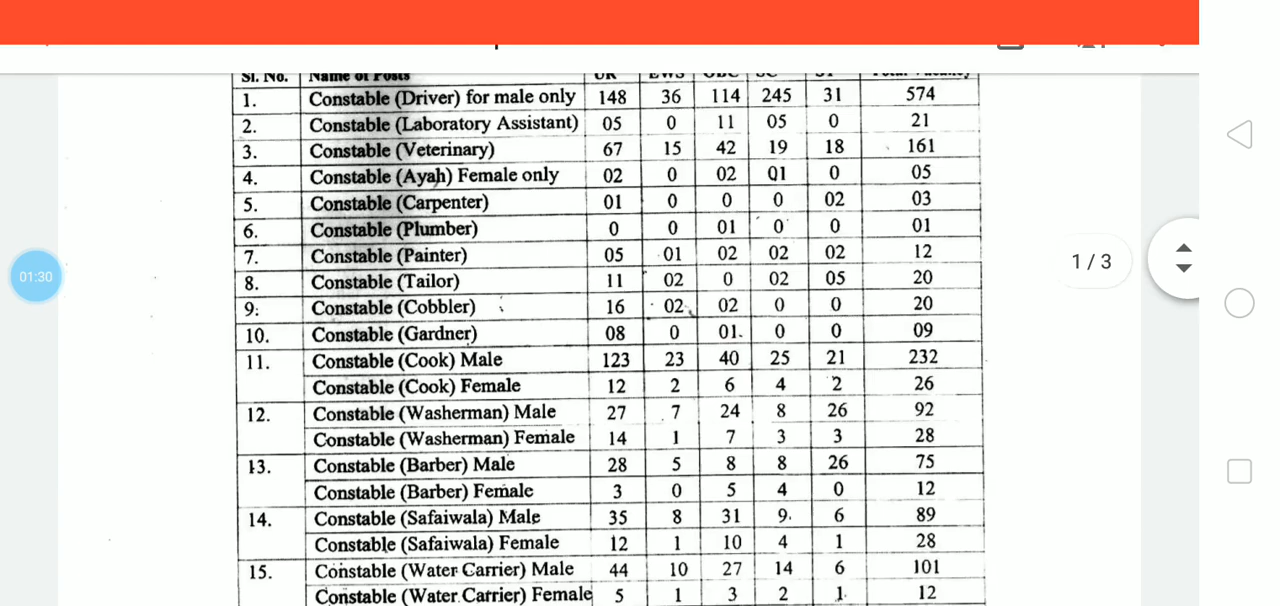 Sl. No. Name of Posts UR EWS OBC SC ST Total Vacancy
1. Constable (Driver) for male only 148 36 114 245 31 574
2. Constable (Laboratory Assistant) 05 0 11 05 0 21
3. Constable (Veterinary) 67 15 42 19 18 161
4. Constable (Ayah) Female only 02 0 02 01 0 05
5. Constable (Carpenter) 01 0 0 0 02 03
6. Constable (Plumber) 0 0 01 0 0 01
7. Constable (Painter) 05 01 02 02 02 12
8. Constable (Tailor) 11 02 0 02 05 20
9. Constable (Cobbler) 16 02 02 0 0 20
10. Constable (Gardner) 08 0 01 0 0 09
11. Constable (Cook) Male 123 23 40 25 21 232
Constable (Cook) Female 12 2 6 4 2 26
12. Constable (Washerman) Male 27 7 24 8 26 92
Constable (Washerman) Female 14 1 7 3 3 28
13. Constable (Barber) Male 28 5 8 8 26 75
Constable (Barber) Female 3 0 5 4 0 12
14. Constable (Safaiwala) Male 35 8 31 9 6 89
Constable (Safaiwala) Female 12 1 10 4 1 28
15. Constable (Water Carrier) Male 44 10 27 14 6 101
Constable (Water Carrier) Female 5 1 3 2 1 12
01:30
1 / 3